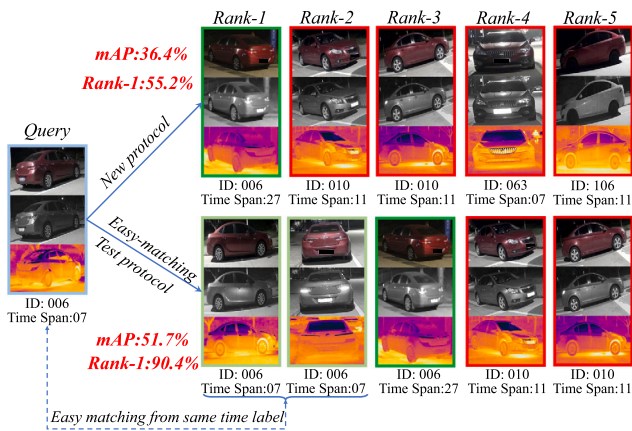 Rank-1 Rank-2 Rank-3 Rank-4 Rank-5
mAP:36.4%
Rank-1:55.2%
Query
New protocol
ID: 006 ID: 010 ID: 010 ID: 063 ID: 106
Time Span:27 Time Span:11 Time Span:11 Time Span:07 Time Span:11
Easy-matching
Test protocol
ID: 006
Time Span:07
mAP:51.7%
Rank-1:90.4%
ID: 006 ID: 006 ID: 006 ID: 010 ID: 010
Time Span:07 Time Span:07 Time Span:27 Time Span:11 Time Span:11
Easy matching from same time label